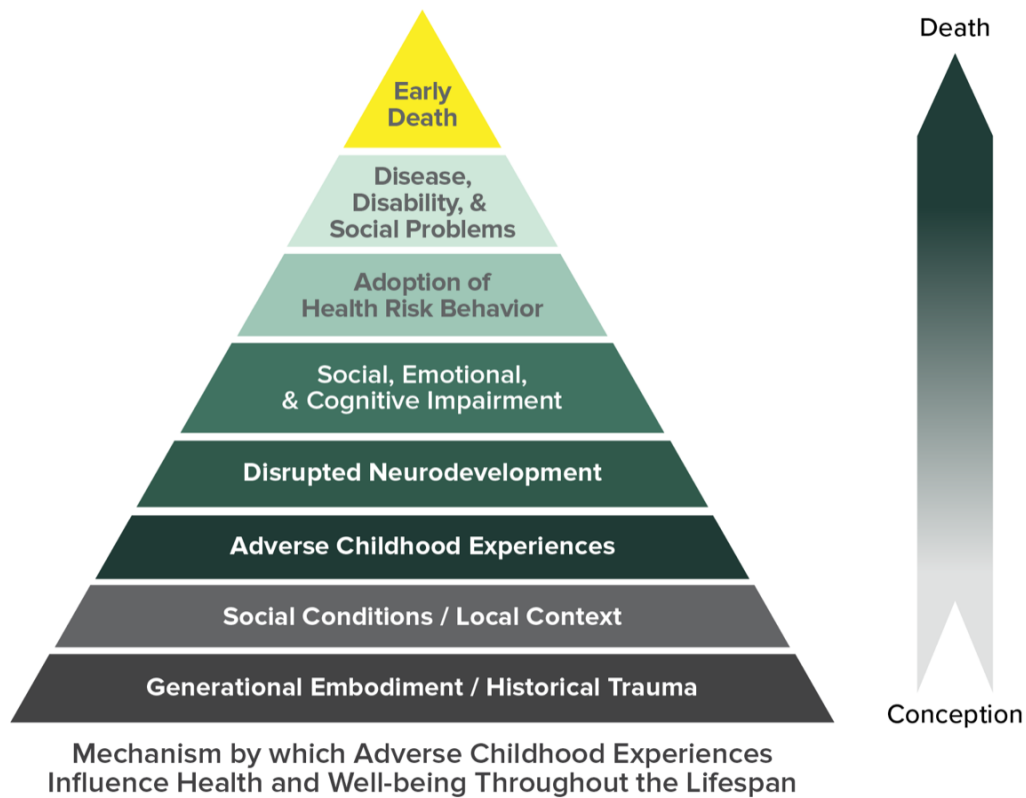 Death
Early
Death
Disease,
Disability, &
Social Problems
Adoption of
Health Risk Behavior
Social, Emotional,
& Cognitive Impairment
Disrupted Neurodevelopment
Adverse Childhood Experiences
Social Conditions / Local Context
Generational Embodiment / Historical Trauma
Conception
Mechanism by which Adverse Childhood Experiences
Influence Health and Well-being Throughout the Lifespan